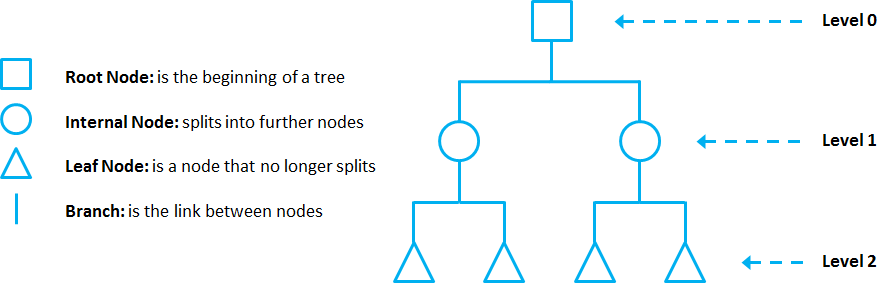 Level 0
Root Node: is the beginning of a tree
Internal Node: splits into further nodes
Level 1
Leaf Node: is a node that no longer splits
Branch: is the link between nodes
Level 2